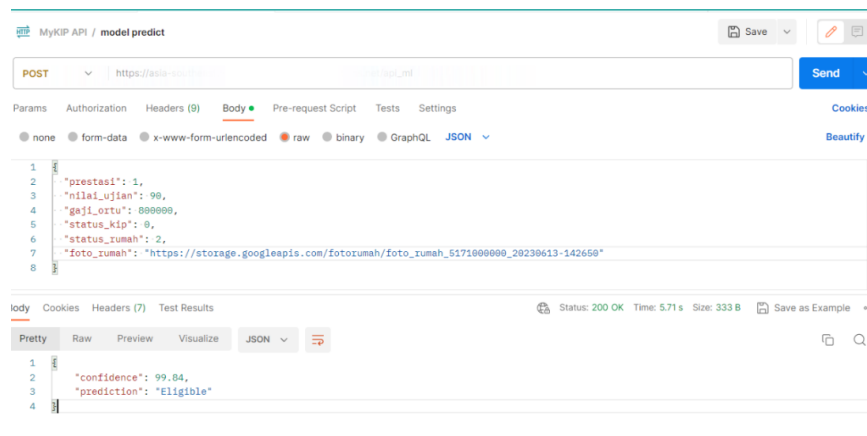 HTTP MyKIP API / model predict
Save
POST https://asia- api_ml Send
Params Authorization Headers (9) Body Pre-request Script Tests Settings Cookies
none form-data x-www-form-urlencoded raw binary GraphQL JSON Beautify
1 {
2 "prestasi": 1,
3 "nilai_ujian": 90,
4 "gaji_ortu": 800000,
5 "status_kip": 0,
6 "status_rumah": 2,
7 "foto_rumah": "https://storage.googleapis.com/fotorumah/foto_rumah_5171000000_20230613-142650"
8 }
ody Cookies Headers (7) Test Results Status: 200 OK Time: 5.71 s Size: 333 B Save as Example
Pretty Raw Preview Visualize JSON
1 {
2 "confidence": 99.84,
3 "prediction": "Eligible"
4 }